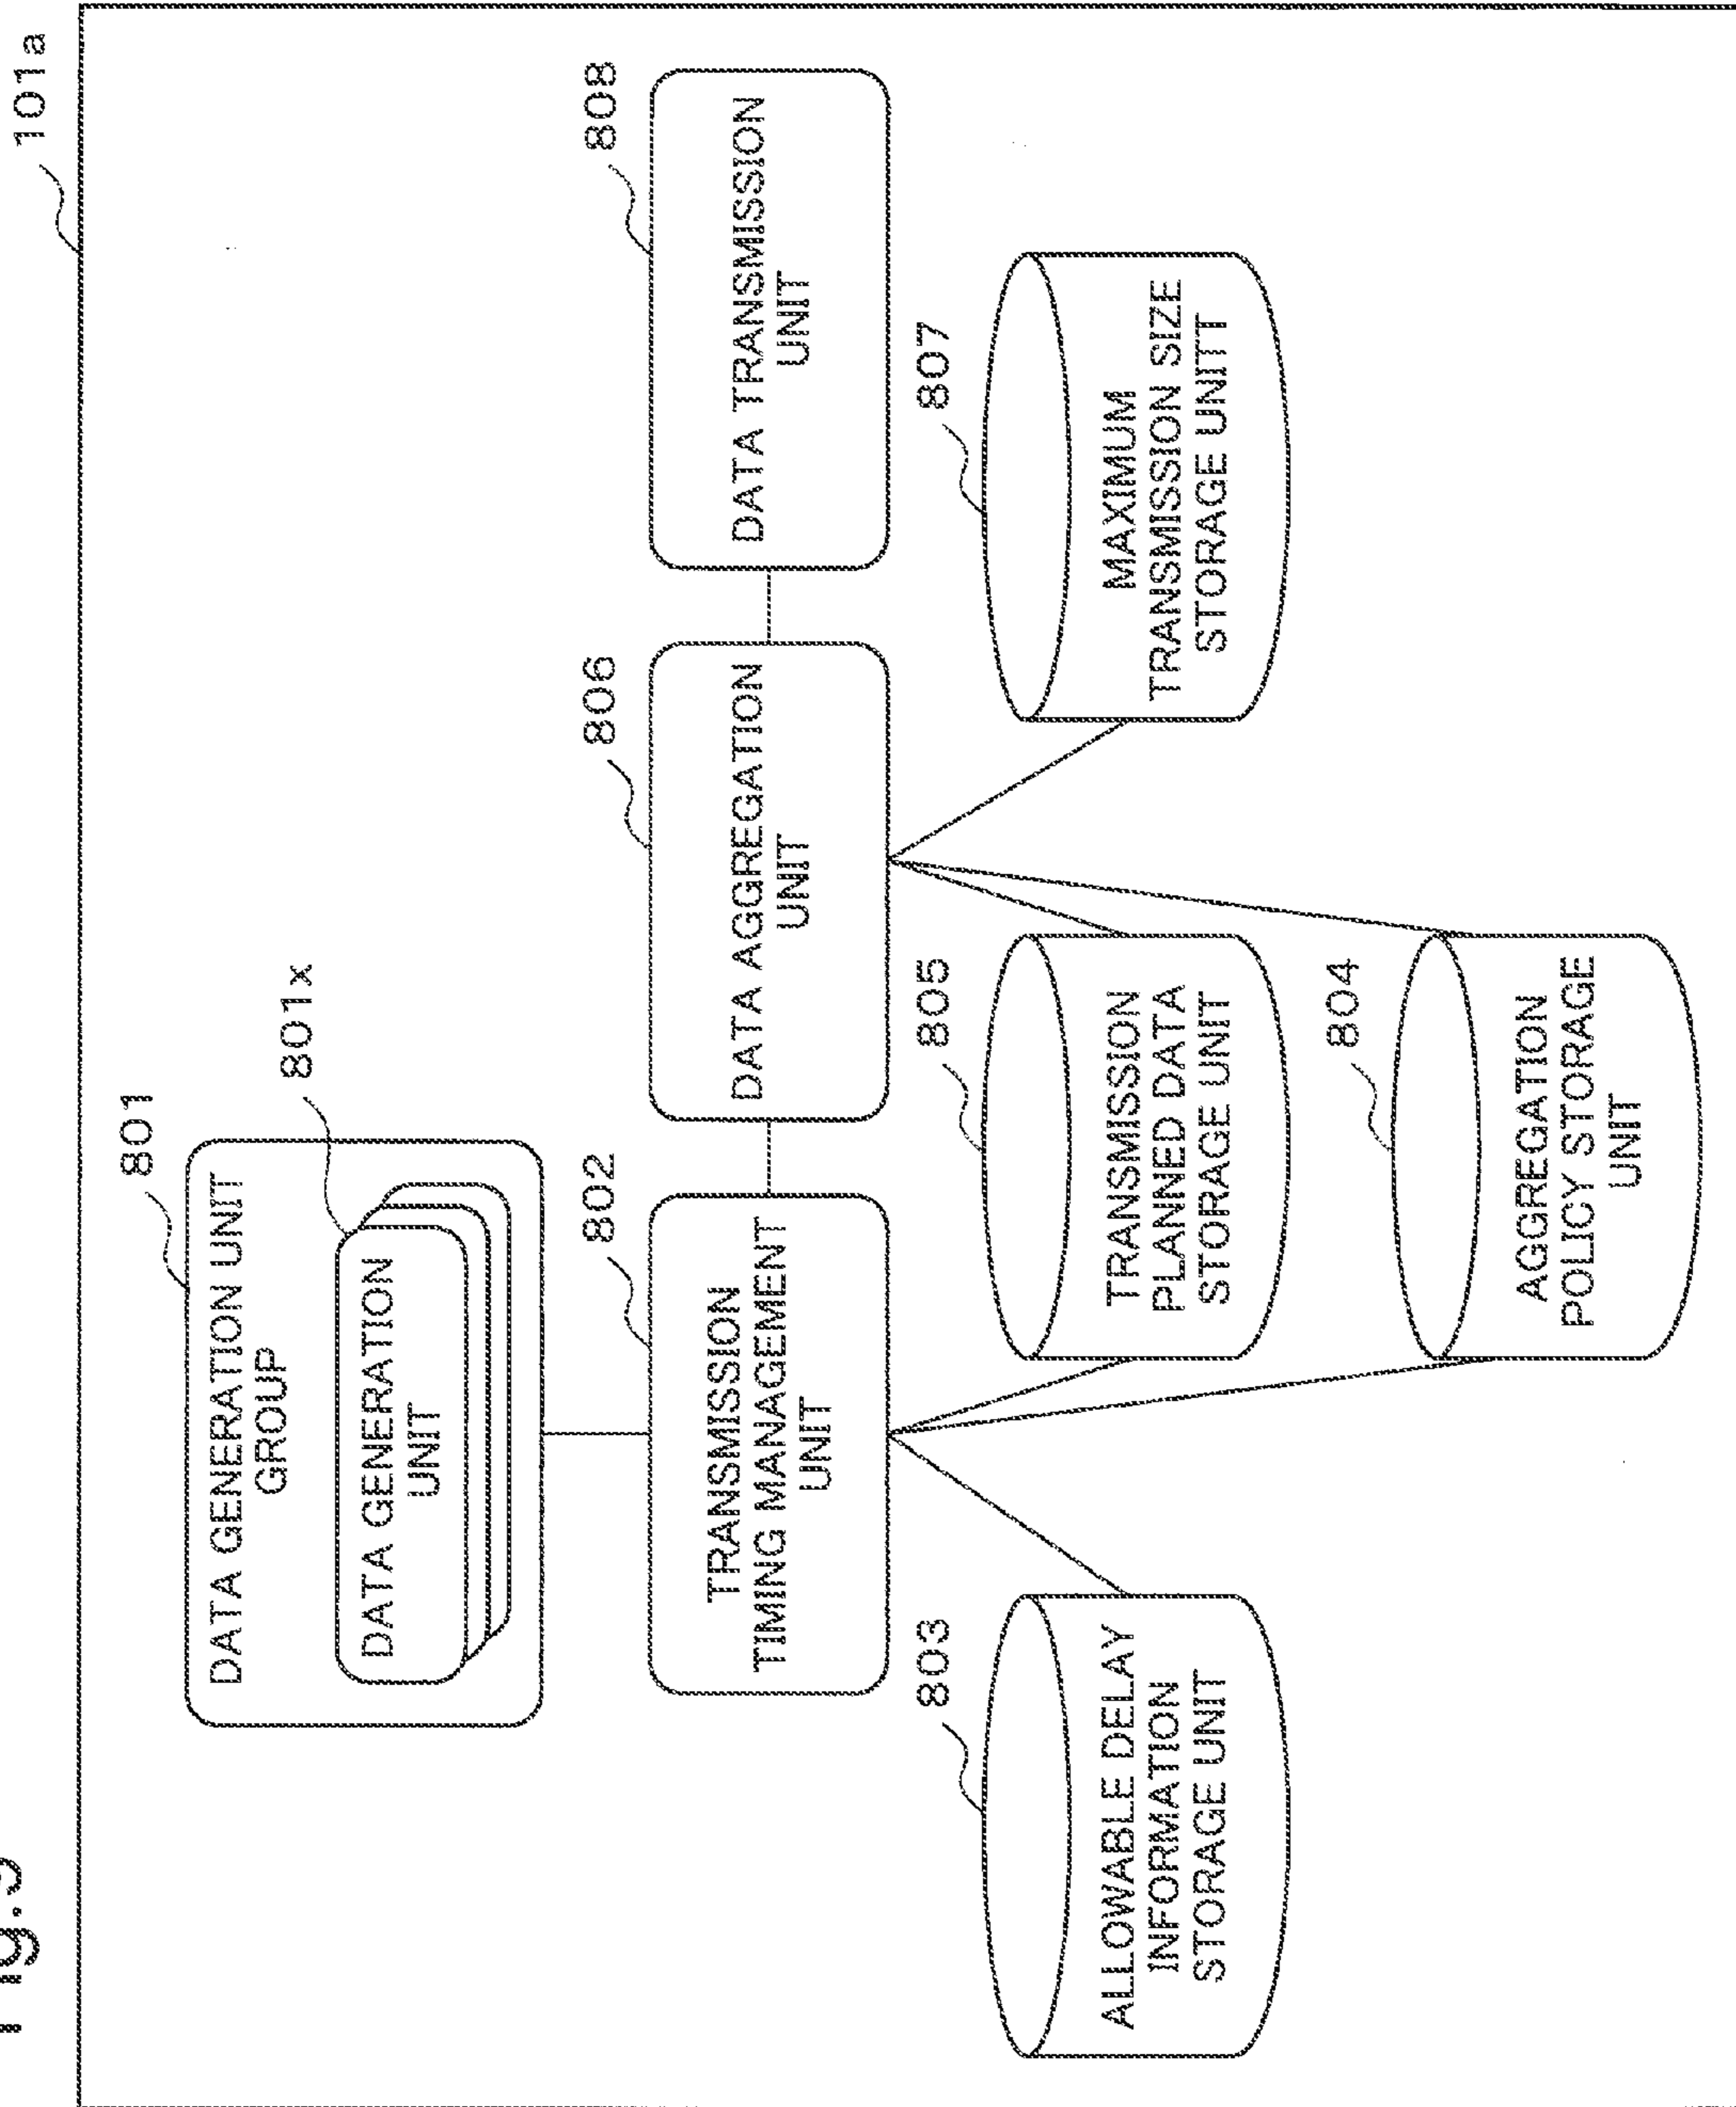 Fig.
101a
801
DATA GENERATION UNIT
GROUP
801x
DATA GENERATION
UNIT
802
TRANSMISSION
TIMING MANAGEMENT
UNIT
806
DATA AGGREGATION
UNIT
808
DATA TRANSMISSION
UNIT
803
ALLOWABLE DELAY
INFORMATION
STORAGE UNIT
805
TRANSMISSION
PLANNED DATA
STORAGE UNIT
807
MAXIMUM
TRANSMISSION SIZE
STORAGE UNITT
804
AGGREGATION
POLICY STORAGE
UNIT